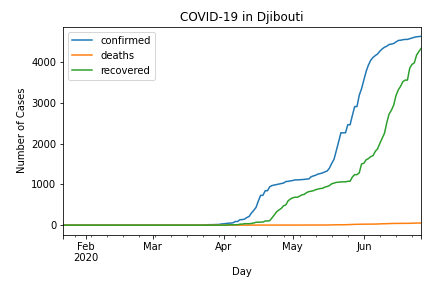 COVID-19 in Djibouti
confirmed
deaths
recovered
Number of Cases
4000
3000
2000
1000
0
Feb
2020
Mar
Apr
May
Jun
Day